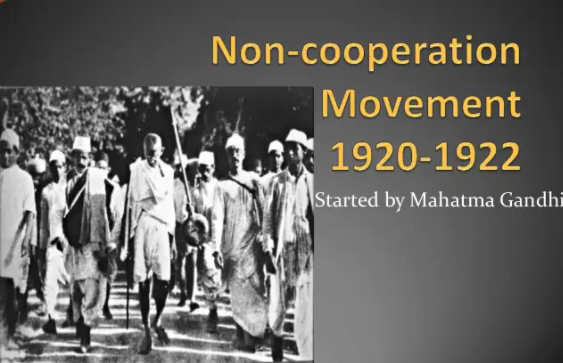 Non-cooperation
Movement
1920-1922
Started by Mahatma Gandhi